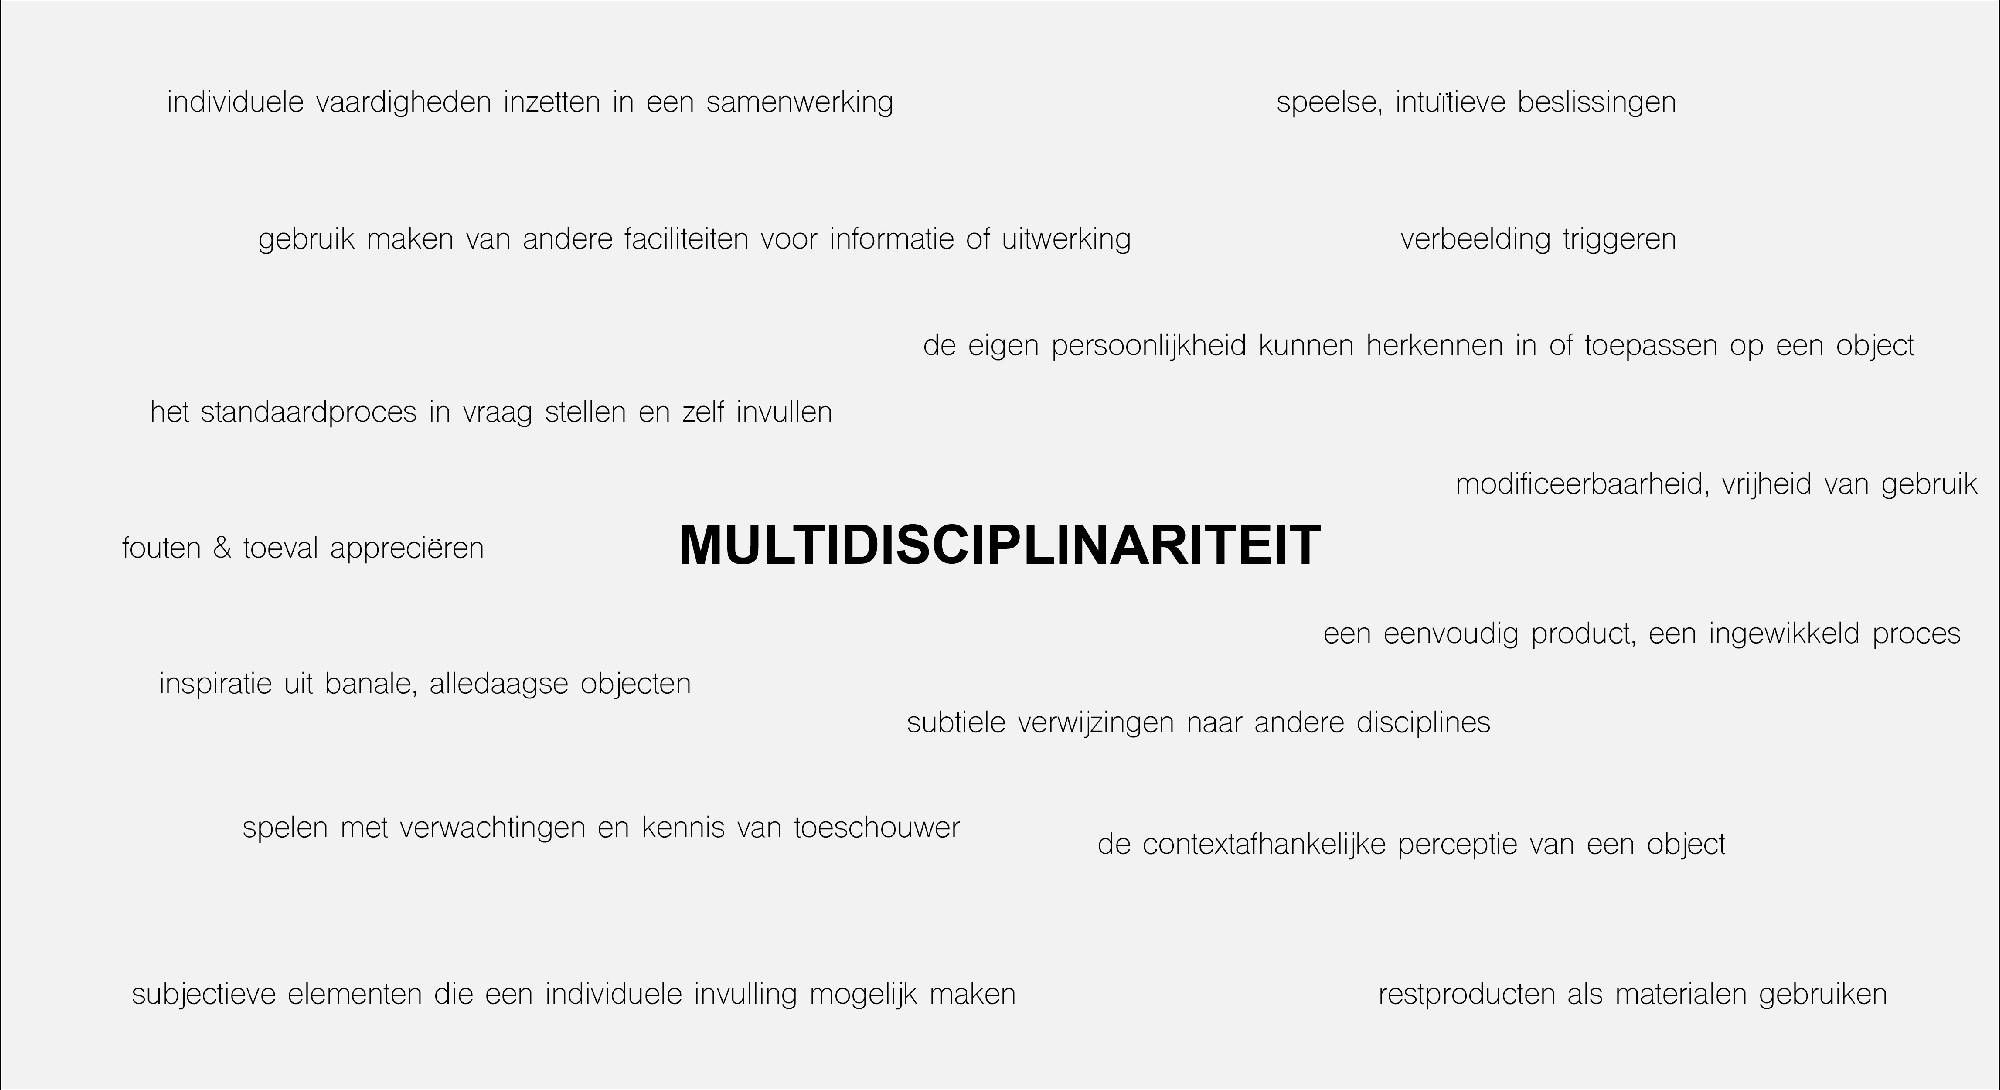 individuele vaardigheden inzetten in een samenwerking
speelse, intuïtieve beslissingen
gebruik maken van andere faciliteiten voor informatie of uitwerking
verbeelding triggeren
de eigen persoonlijkheid kunnen herkennen in of toepassen op een object
het standaardproces in vraag stellen en zelf invullen
modificeerbaarheid, vrijheid van gebruik
fouten & toeval appreciëren
MULTIDISCIPLINARITEIT
een eenvoudig product, een ingewikkeld proces
inspiratie uit banale, alledaagse objecten
subtiele verwijzingen naar andere disciplines
spelen met verwachtingen en kennis van toeschouwer
de contextafhankelijke perceptie van een object
subjectieve elementen die een individuele invulling mogelijk maken
restproducten als materialen gebruiken